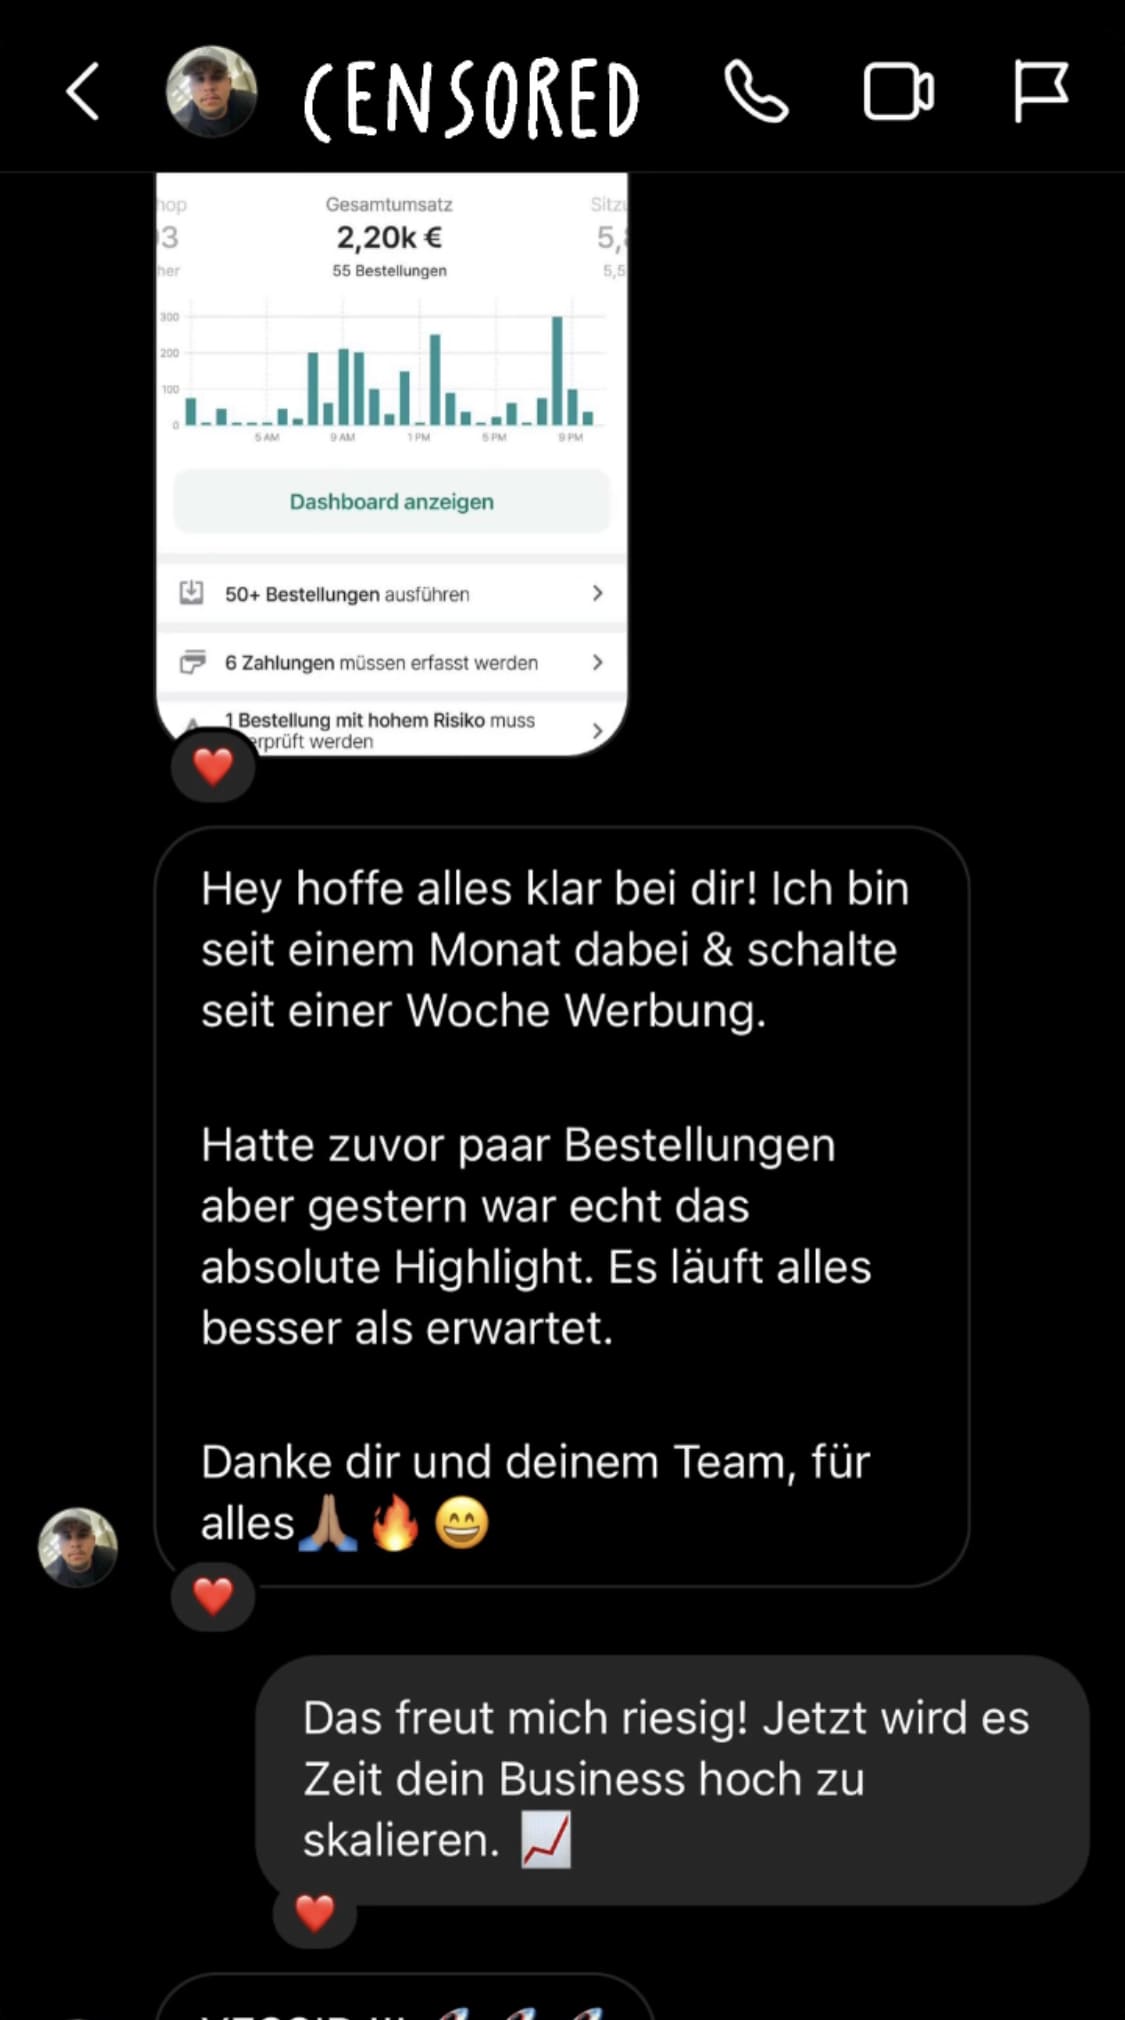 CENSORED
hop Gesamtumsatz Sitzu
3 2,20k € 5,
her 55 Bestellungen 5,5
300
200
100
0
5 AM 9 AM 1 PM 5 PM 9 PM
Dashboard anzeigen
50+ Bestellungen ausführen
6 Zahlungen müssen erfasst werden
1 Bestellung mit hohem Risiko muss
erprüft werden
Hey hoffe alles klar bei dir! Ich bin
seit einem Monat dabei & schalte
seit einer Woche Werbung.
Hatte zuvor paar Bestellungen
aber gestern war echt das
absolute Highlight. Es läuft alles
besser als erwartet.
Danke dir und deinem Team, für
alles🙏🏽🔥😄
Das freut mich riesig! Jetzt wird es
Zeit dein Business hoch zu
skalieren. 📈